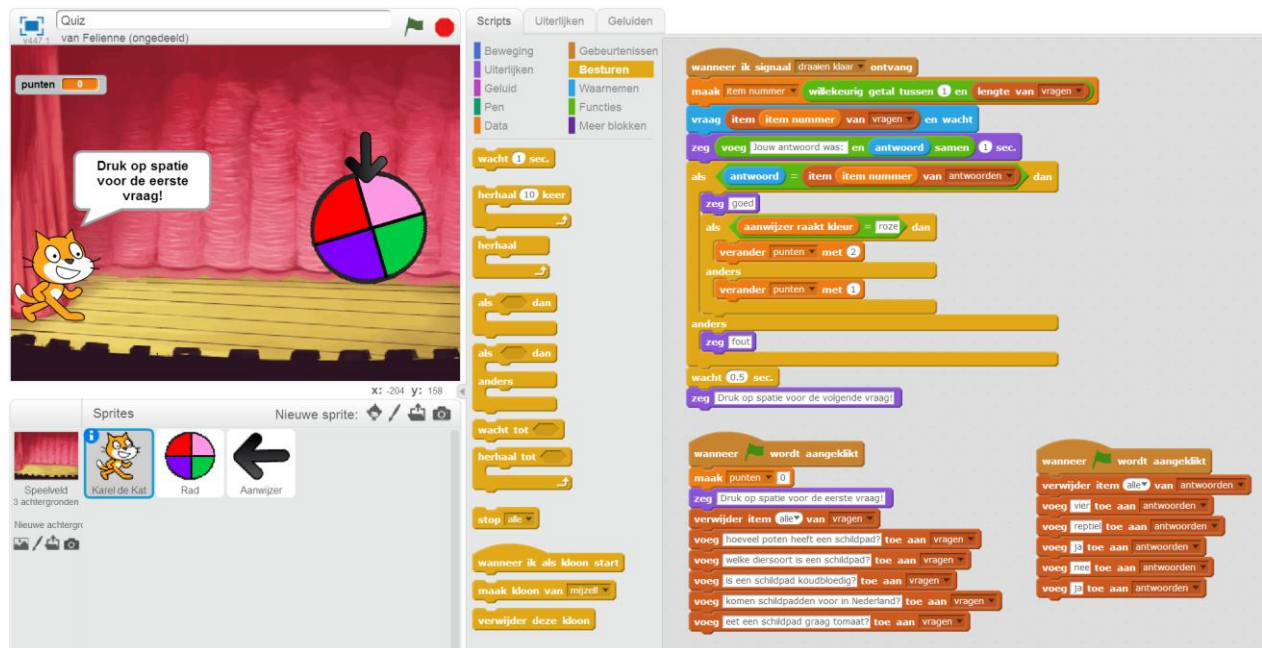 Quiz
v447.1 van Felienne (ongedeeld)
punten 0
Druk op spatie
voor de eerste
vraag!
x: -204 y: 158
Sprites Nieuwe sprite:
Speelveld
3 achtergronden
Karel de Kat
Rad
Aanwijzer
Nieuwe achtergr
Scripts Uiterlijken Geluiden
Beweging Gebeurtenissen
Uiterlijken Besturen
Geluid Waarnemen
Pen Functies
Data Meer blokken
wacht 1 sec.
herhaal 10 keer
herhaal
als dan
als dan
anders
wacht tot
herhaal tot
stop alle
wanneer ik als kloon start
maak kloon van mijzelf
verwijder deze kloon
wanneer ik signaal draaien klaar ontvang
maak item nummer willekeurig getal tussen 1 en lengte van vragen
vraag item item nummer van vragen en wacht
zeg voeg Jouw antwoord was: en antwoord samen 1 sec.
als antwoord = item item nummer van antwoorden dan
zeg goed
als aanwijzer raakt kleur = roze dan
verander punten met 2
anders
verander punten met 1
anders
zeg fout
wacht 0.5 sec.
zeg Druk op spatie voor de volgende vraag!
wanneer wordt aangeklikt
maak punten 0
zeg Druk op spatie voor de eerste vraag!
verwijder item alle van vragen
voeg hoeveel poten heeft een schildpad? toe aan vragen
voeg welke diersoort is een schildpad? toe aan vragen
voeg is een schildpad koudbloedig? toe aan vragen
voeg komen schildpadden voor in Nederland? toe aan vragen
voeg eet een schildpad graag tomaat? toe aan vragen
wanneer wordt aangeklikt
verwijder item alle van antwoorden
voeg vier toe aan antwoorden
voeg reptiel toe aan antwoorden
voeg ja toe aan antwoorden
voeg nee toe aan antwoorden
voeg ja toe aan antwoorden